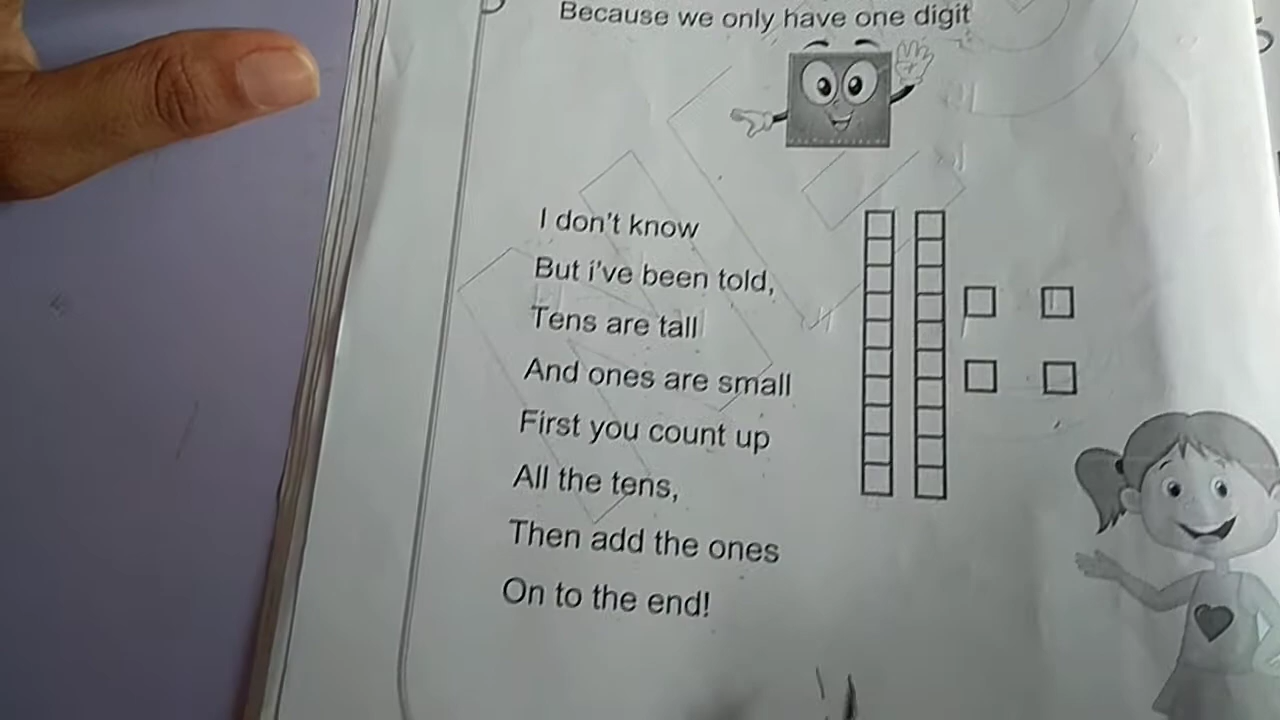 Because we only have one digit
I don't know
But i've been told,
Tens are tall
And ones are small
First you count up
All the tens,
Then add the ones
On to the end!